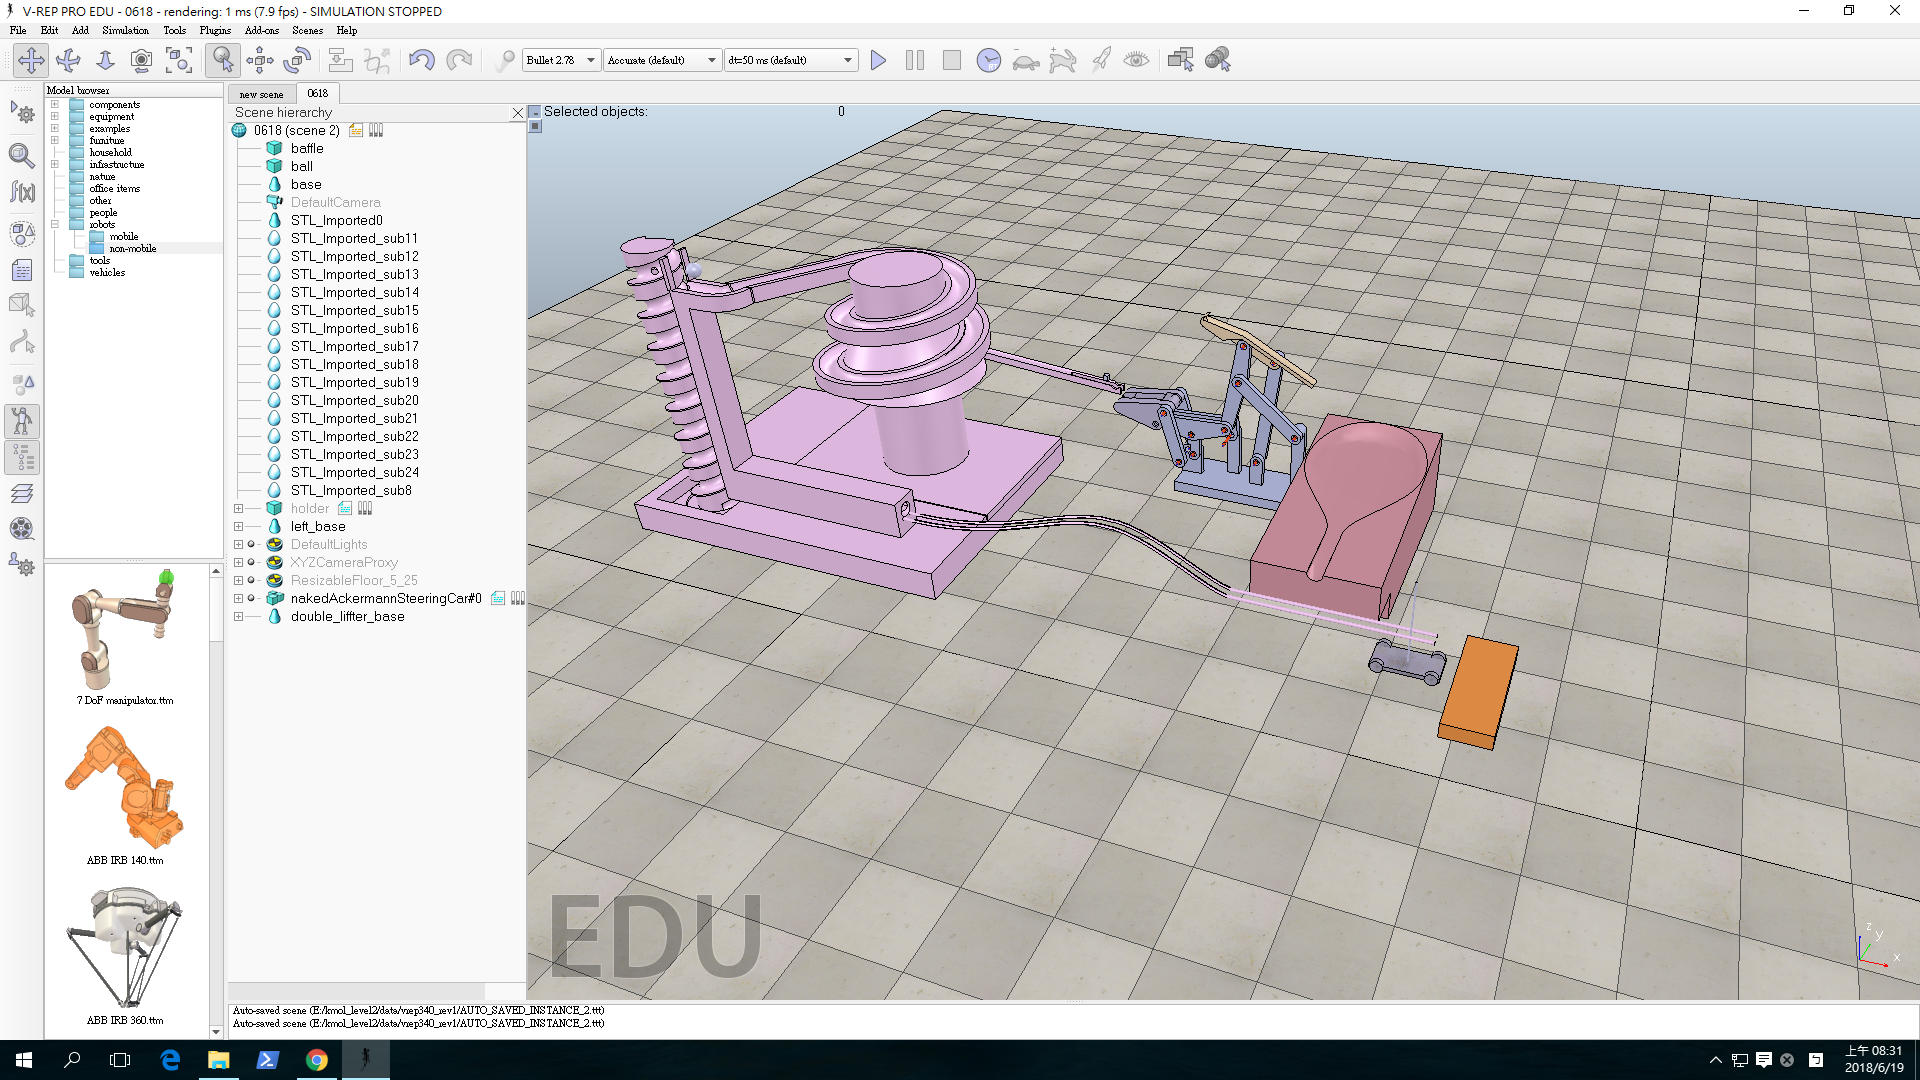 V-REP PRO EDU - 0618 - rendering: 1 ms (7.9 fps) - SIMULATION STOPPED
File Edit Add Simulation Tools Plugins Add-ons Scenes Help
Bullet 2.78 Accurate (default) dt=50 ms (default)
Model browser
components
equipment
examples
furniture
household
infrastructure
nature
office items
other
people
robots
mobile
non-mobile
tools
vehicles
7 DoF manipulator.ttm
ABB IRB 140.ttm
ABB IRB 360.ttm
new scene 0618
Scene hierarchy
0618 (scene 2)
baffle
ball
base
DefaultCamera
STL_Imported0
STL_Imported_sub11
STL_Imported_sub12
STL_Imported_sub13
STL_Imported_sub14
STL_Imported_sub15
STL_Imported_sub16
STL_Imported_sub17
STL_Imported_sub18
STL_Imported_sub19
STL_Imported_sub20
STL_Imported_sub21
STL_Imported_sub22
STL_Imported_sub23
STL_Imported_sub24
STL_Imported_sub8
holder
left_base
DefaultLights
XYZCameraProxy
ResizableFloor_5_25
nakedAckermannSteeringCar#0
double_liffter_base
Selected objects: 0
EDU
z
y
x
Auto-saved scene (E:/kmol_level2/data/vrep340_rev1/AUTO_SAVED_INSTANCE_2.ttt)
Auto-saved scene (E:/kmol_level2/data/vrep340_rev1/AUTO_SAVED_INSTANCE_2.ttt)
上午 08:31
2018/6/19